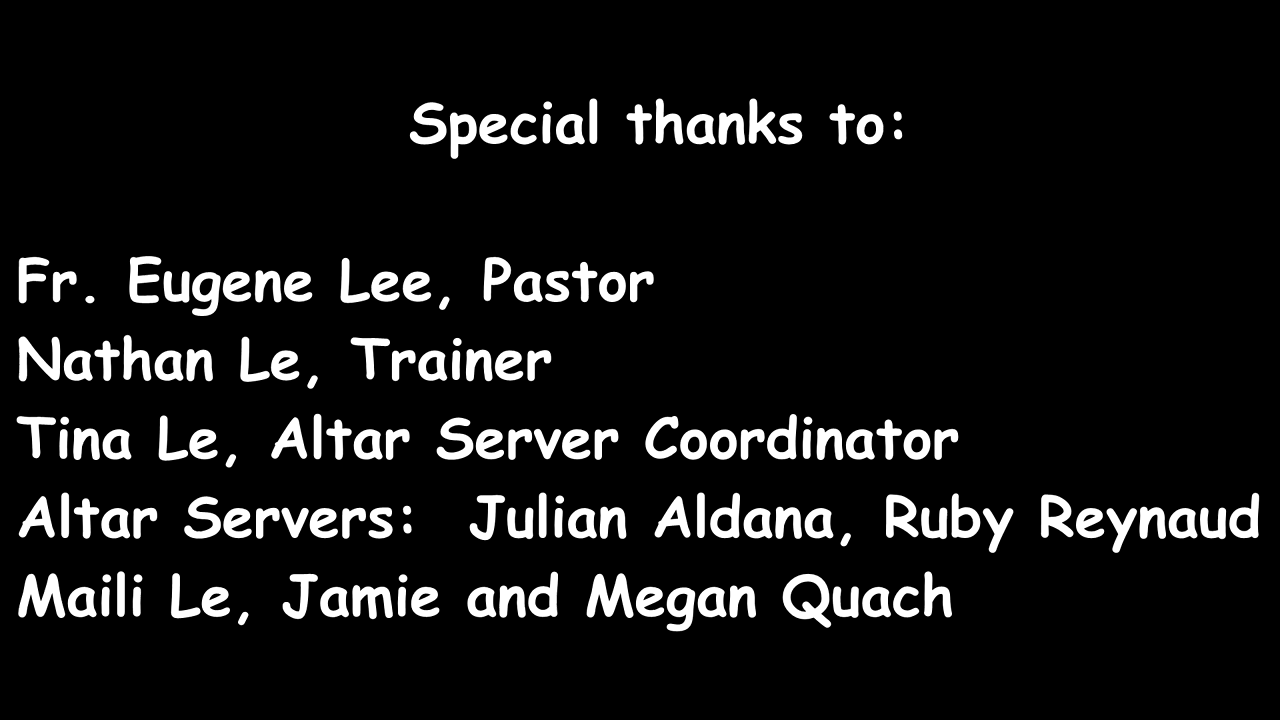 Special thanks to:
Fr. Eugene Lee, Pastor
Nathan Le, Trainer
Tina Le, Altar Server Coordinator
Altar Servers:  Julian Aldana, Ruby Reynaud
Maili Le, Jamie and Megan Quach